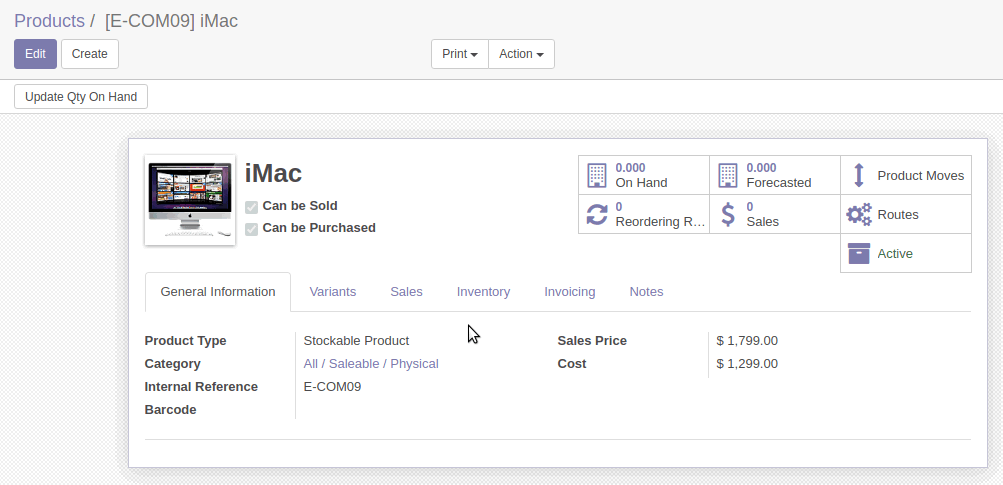 Products / [E-COM09] iMac
Edit Create Print Action
Update Qty On Hand
iMac
Can be Sold
Can be Purchased
0.000
On Hand
0.000
Forecasted
Product Moves
0
Reordering R...
0
Sales
Routes
Active
General Information Variants Sales Inventory Invoicing Notes
Product Type Stockable Product
Category All / Saleable / Physical
Internal Reference E-COM09
Barcode
Sales Price $ 1,799.00
Cost $ 1,299.00